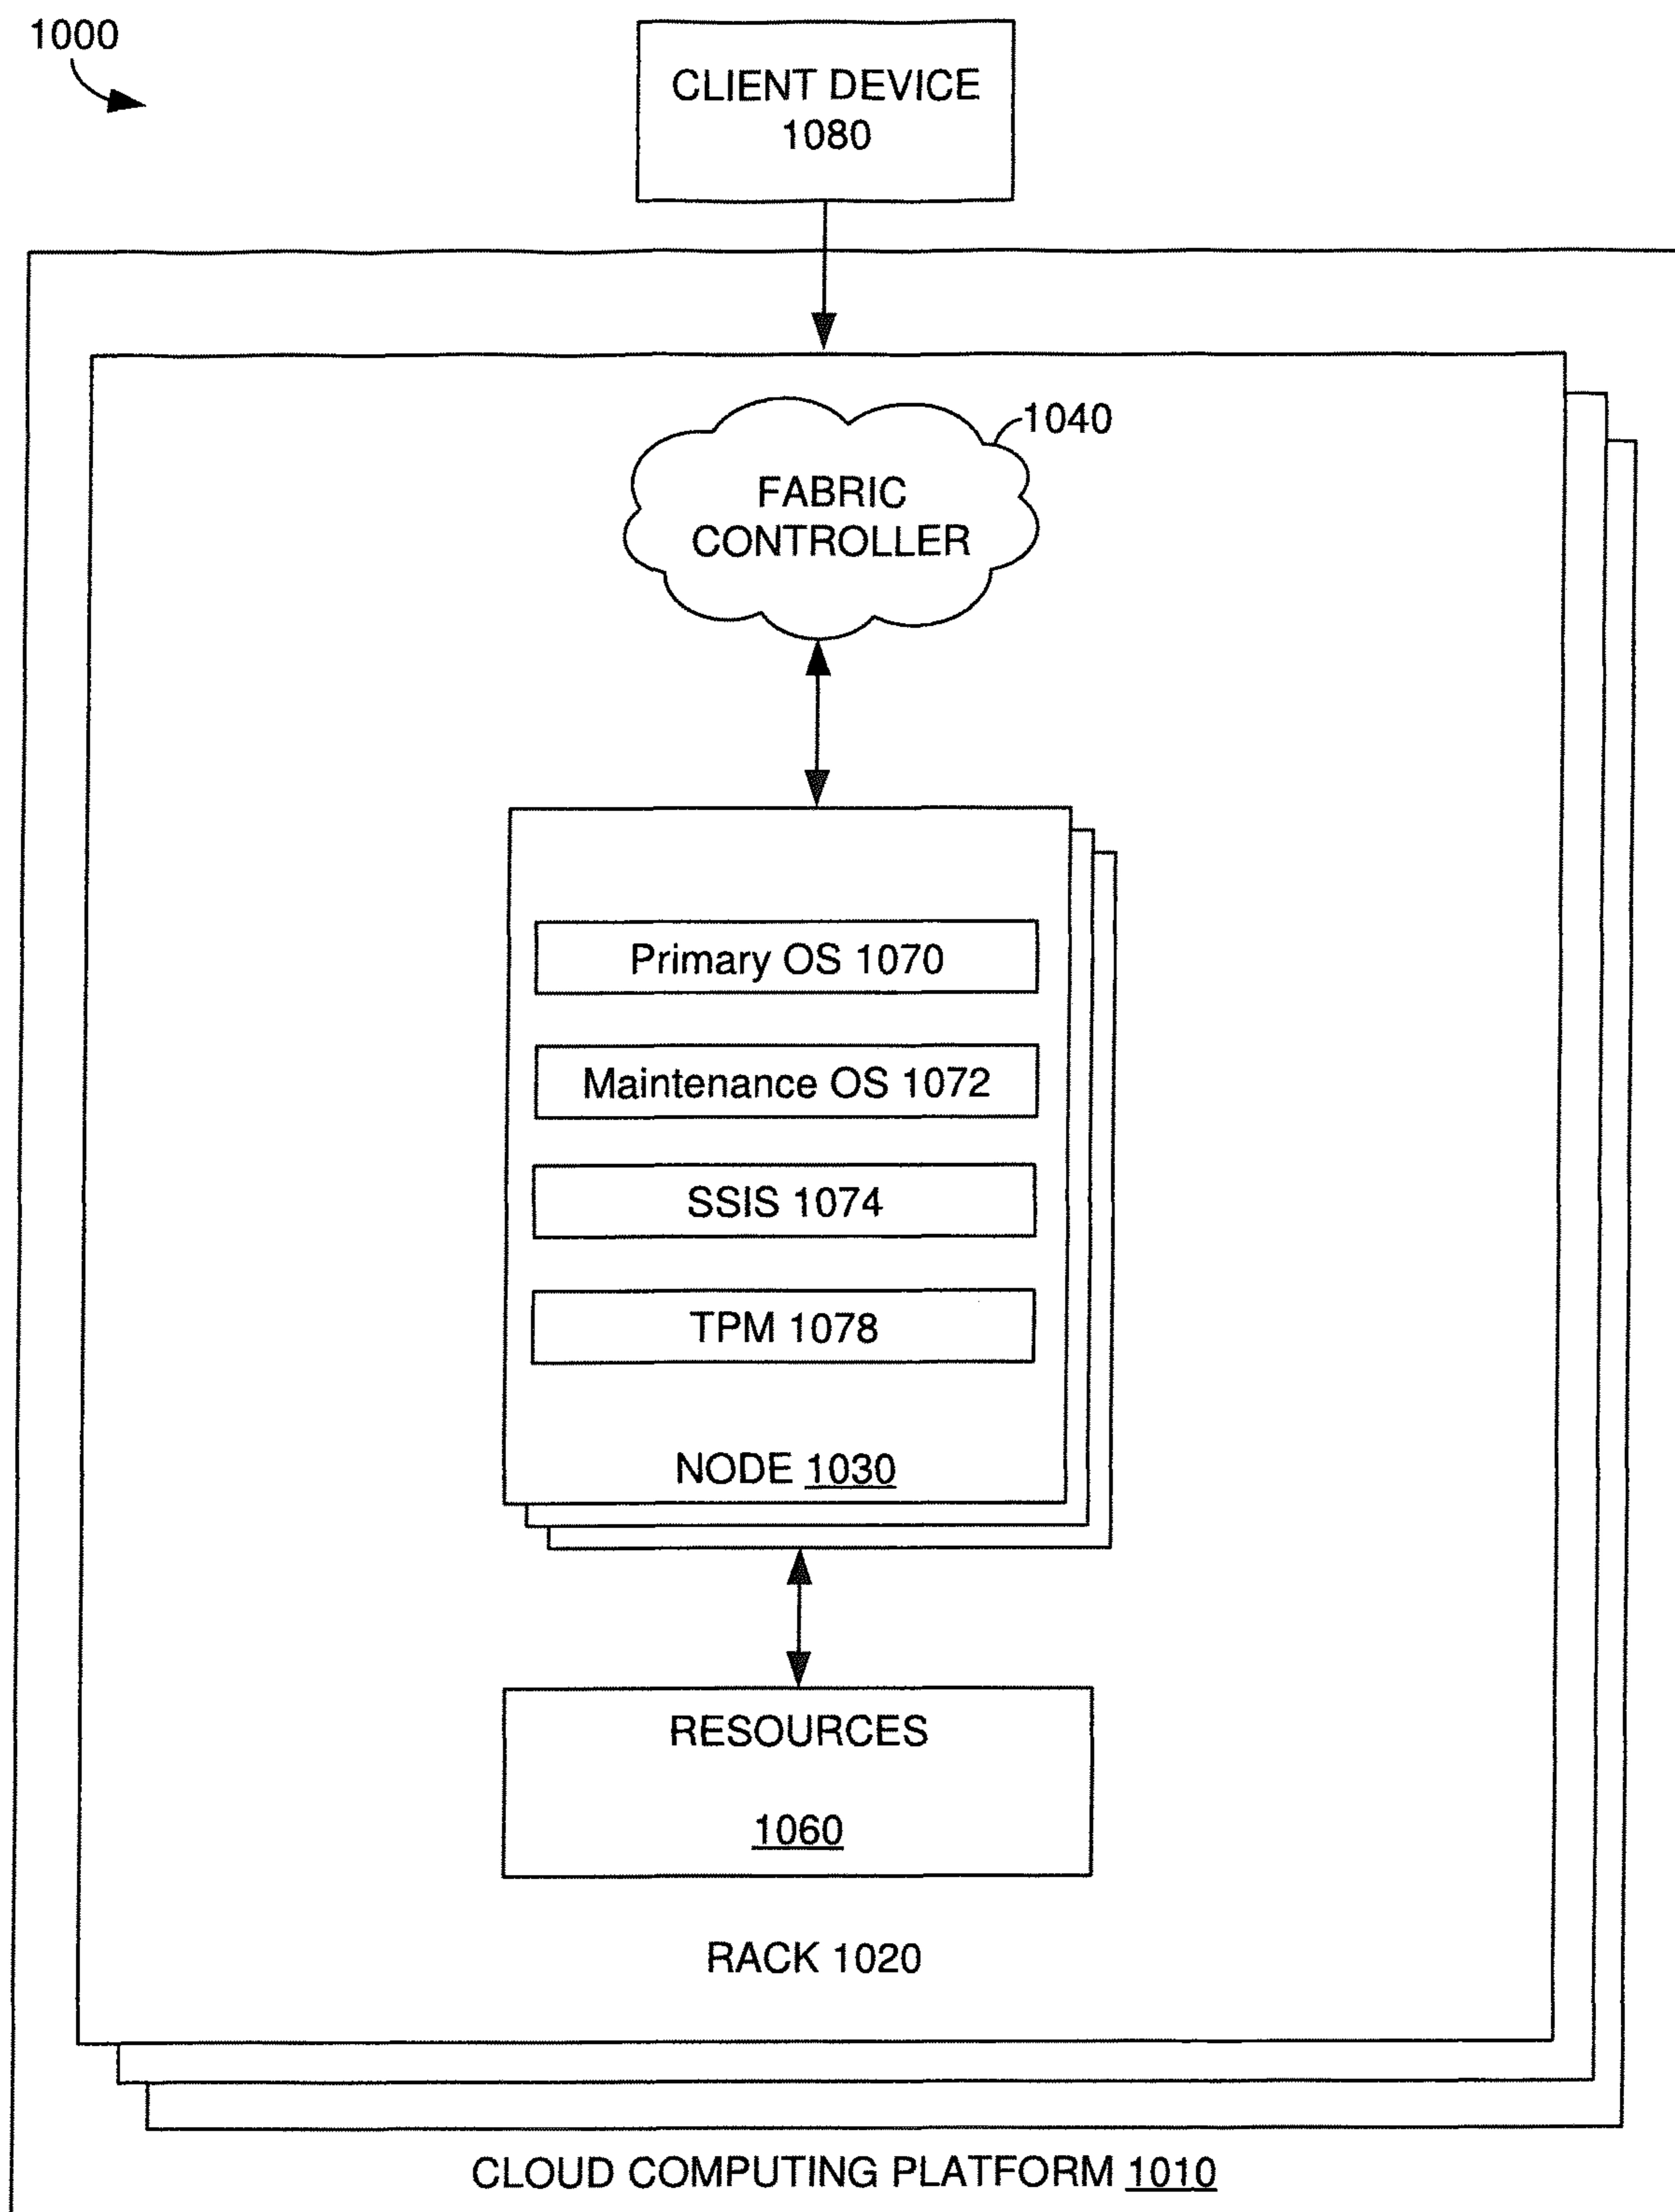 1000
CLIENT DEVICE
1080
1040
FABRIC
CONTROLLER
Primary OS 1070
Maintenance OS 1072
SSIS 1074
TPM 1078
NODE 1030
RESOURCES
1060
RACK 1020
CLOUD COMPUTING PLATFORM 1010